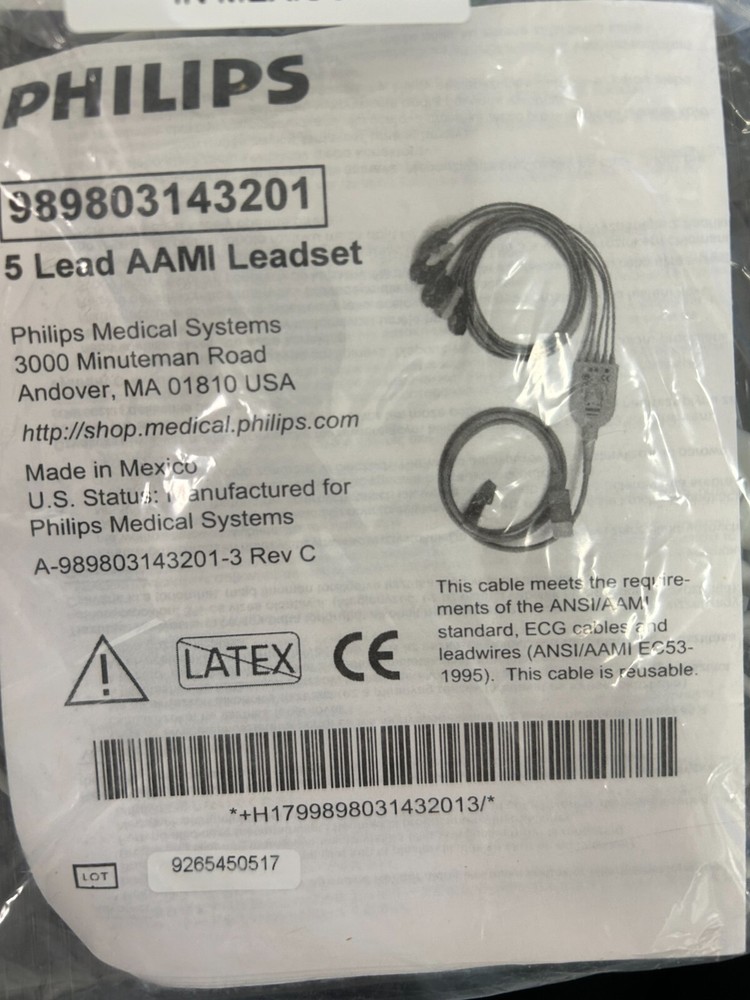 PHILIPS
989803143201
5 Lead AAMI Leadset
Philips Medical Systems
3000 Minuteman Road
Andover, MA 01810 USA
http://shop.medical.philips.com
Made in Mexico
U.S. Status: Manufactured for
Philips Medical Systems
A-989803143201-3 Rev C
This cable meets the require-
ments of the ANSI/AAMI
standard, ECG cables and
leadwires (ANSI/AAMI EC53-
1995). This cable is reusable.
LATEX
CE
*+H1799898031432013/*
LOT
9265450517